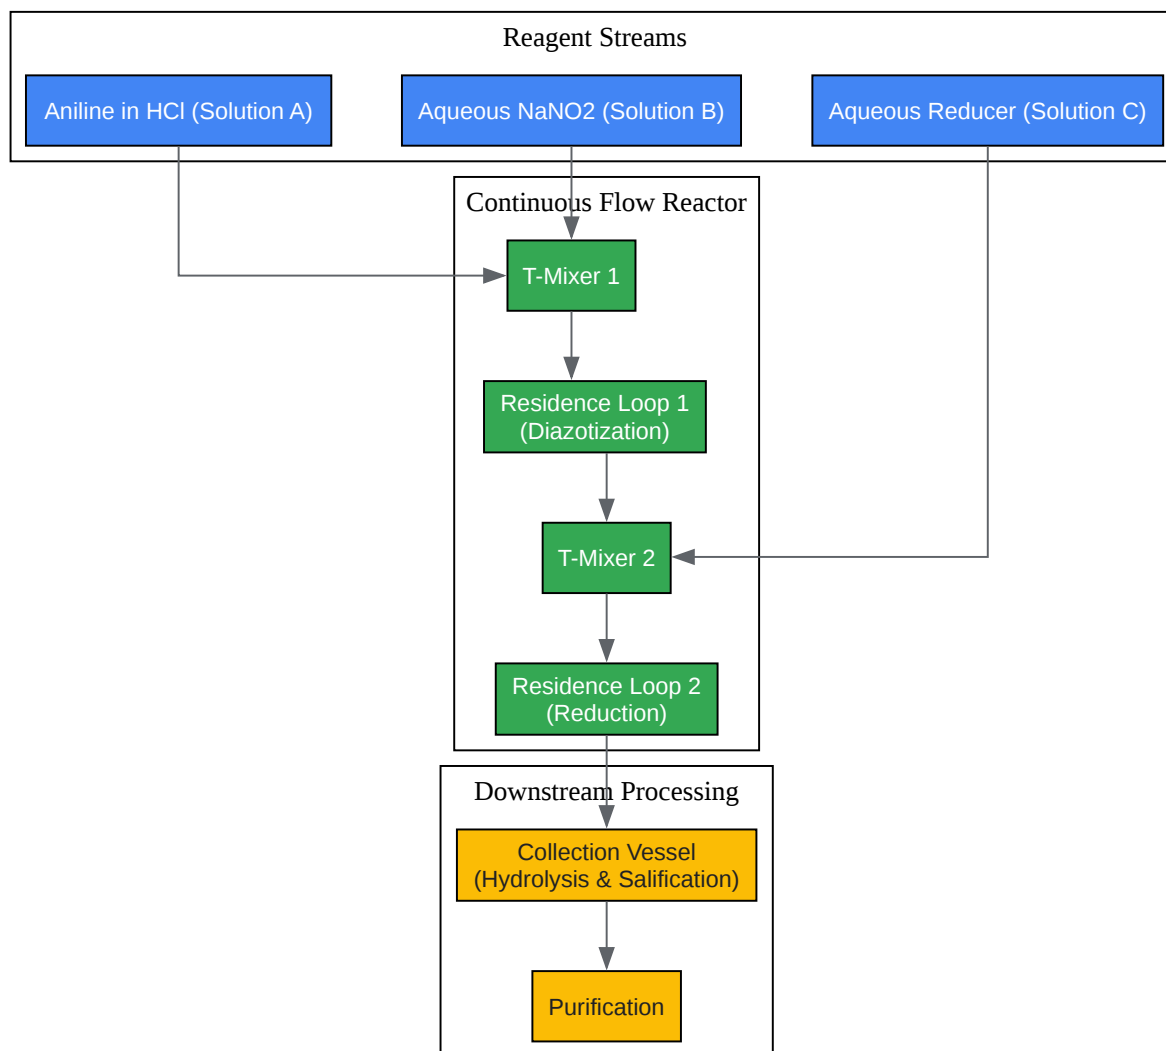 Reagent Streams
Aniline in HCl (Solution A)
Aqueous NaNO2 (Solution B)
Aqueous Reducer (Solution C)
Continuous Flow Reactor
T-Mixer 1
Residence Loop 1
(Diazotization)
T-Mixer 2
Residence Loop 2
(Reduction)
Downstream Processing
Collection Vessel
(Hydrolysis & Salification)
Purification